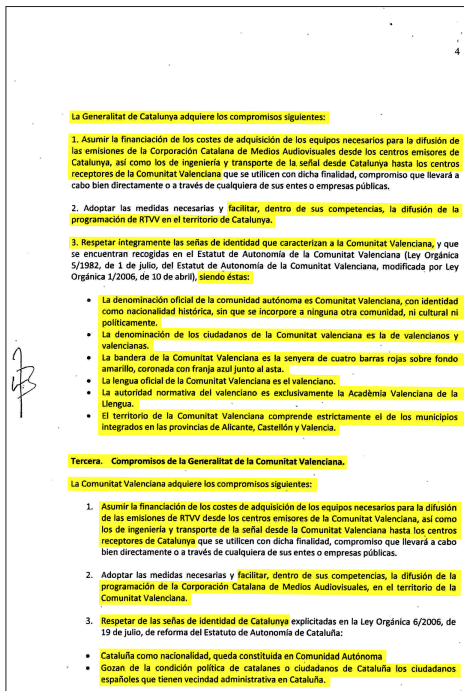 4
La Generalitat de Catalunya adquiere los compromisos siguientes:
1. Asumir la financiación de los costes de adquisición de los equipos necesarios para la difusión de
las emisiones de la Corporación Catalana de Medios Audiovisuales desde los centros emisores de
Catalunya, así como los de ingeniería y transporte de la señal desde Catalunya hasta los centros
receptores de la Comunitat Valenciana que se utilicen con dicha finalidad, compromiso que llevará a
cabo bien directamente o a través de cualquiera de sus entes o empresas públicas.
2. Adoptar las medidas necesarias y facilitar, dentro de sus competencias, la difusión de la
programación de RTVV en el territorio de Catalunya.
3. Respetar integramente las señas de identidad que caracterizan a la Comunitat Valenciana, y que
se encuentran recogidas en el Estatut de Autonomía de la Comunitat Valenciana (Ley Orgánica
5/1982, de 1 de julio, del Estatut de Autonomía de la Comunitat Valenciana, modificada por Ley
Orgánica 1/2006, de 10 de abril), siendo éstas:
• La denominación oficial de la comunidad autónoma es Comunitat Valenciana, con identidad
como nacionalidad histórica, sin que se incorpore a ninguna otra comunidad, ni cultural ni
políticamente.
• La denominación de los ciudadanos de la Comunitat valenciana es la de valencianos y
valencianas.
• La bandera de la Comunitat Valenciana es la senyera de cuatro barras rojas sobre fondo
amarillo, coronada con franja azul junto al asta.
• La lengua oficial de la Comunitat Valenciana es el valenciano.
• La autoridad normativa del valenciano es exclusivamente la Acadèmia Valenciana de la
Llengua.
• El territorio de la Comunitat Valenciana comprende estrictamente el de los municipios
integrados en las provincias de Alicante, Castellón y Valencia.
Tercera. Compromisos de la Generalitat de la Comunitat Valenciana.
La Comunitat Valenciana adquiere los compromisos siguientes:
1. Asumir la financiación de los costes de adquisición de los equipos necesarios para la difusión
de las emisiones de RTVV desde los centros emisores de la Comunitat Valenciana, así como
los de ingeniería y transporte de la señal desde la Comunitat Valenciana hasta los centros
receptores de Catalunya que se utilicen con dicha finalidad, compromiso que llevará a cabo
bien directamente o a través de cualquiera de sus entes o empresas públicas.
2. Adoptar las medidas necesarias y facilitar, dentro de sus competencias, la difusión de la
programación de la Corporación Catalana de Medios Audiovisuales, en el territorio de la
Comunitat Valenciana.
3. Respetar de las señas de identidad de Catalunya explicitadas en la Ley Orgánica 6/2006, de
19 de julio, de reforma del Estatuto de Autonomía de Cataluña:
• Cataluña como nacionalidad, queda constituida en Comunidad Autónoma
• Gozan de la condición política de catalanes o ciudadanos de Cataluña los ciudadanos
españoles que tienen vecindad administrativa en Cataluña.